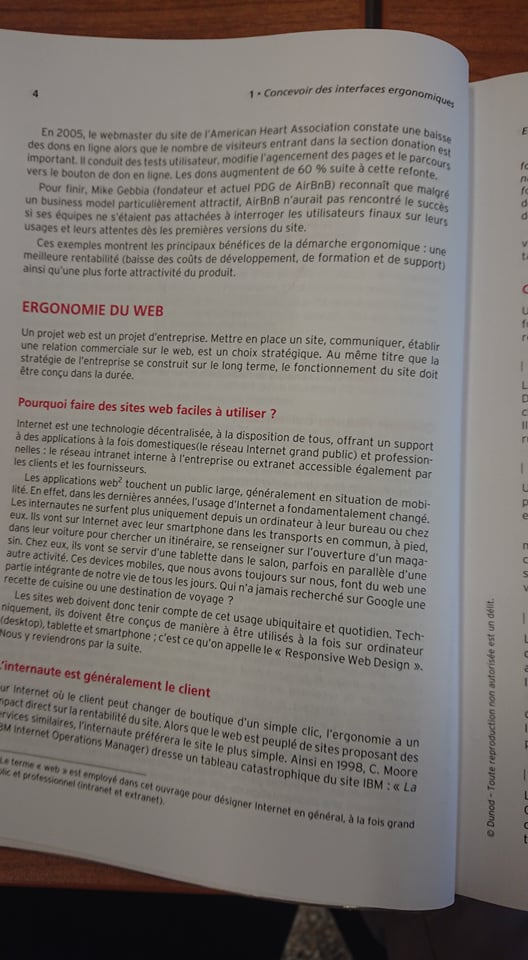 4
1 • Concevoir des interfaces ergonomiques
En 2005, le webmaster du site de l'American Heart Association constate une baisse
des dons en ligne alors que le nombre de visiteurs entrant dans la section donation est
important. Il conduit des tests utilisateur, modifie l'agencement des pages et le parcours
vers le bouton de don en ligne. Les dons augmentent de 60 % suite à cette refonte.
Pour finir, Mike Gebbia (fondateur et actuel PDG de AirBnB) reconnaît que malgré
un business model particulièrement attractif, AirBnB n'aurait pas rencontré le succès
si ses équipes ne s'étaient pas attachées à interroger les utilisateurs finaux sur leurs
usages et leurs attentes dès les premières versions du site.
Ces exemples montrent les principaux bénéfices de la démarche ergonomique : une
meilleure rentabilité (baisse des coûts de développement, de formation et de support)
ainsi qu'une plus forte attractivité du produit.
ERGONOMIE DU WEB
Un projet web est un projet d'entreprise. Mettre en place un site, communiquer, établir
une relation commerciale sur le web, est un choix stratégique. Au même titre que la
stratégie de l'entreprise se construit sur le long terme, le fonctionnement du site doit
être conçu dans la durée.
Pourquoi faire des sites web faciles à utiliser ?
Internet est une technologie décentralisée, à la disposition de tous, offrant un support
à des applications à la fois domestiques(le réseau Internet grand public) et profession-
nelles : le réseau intranet interne à l'entreprise ou extranet accessible également par
les clients et les fournisseurs.
Les applications web² touchent un public large, généralement en situation de mobi-
lité. En effet, dans les dernières années, l'usage d'Internet a fondamentalement changé.
Les internautes ne surfent plus uniquement depuis un ordinateur à leur bureau ou chez
eux. Ils vont sur Internet avec leur smartphone dans les transports en commun, à pied,
dans leur voiture pour chercher un itinéraire, se renseigner sur l'ouverture d'un maga-
sin. Chez eux, ils vont se servir d'une tablette dans le salon, parfois en parallèle d'une
autre activité. Ces devices mobiles, que nous avons toujours sur nous, font du web une
partie intégrante de notre vie de tous les jours. Qui n'a jamais recherché sur Google une
recette de cuisine ou une destination de voyage ?
Les sites web doivent donc tenir compte de cet usage ubiquitaire et quotidien. Tech-
niquement, ils doivent être conçus de manière à être utilisés à la fois sur ordinateur
(desktop), tablette et smartphone ; c'est ce qu'on appelle le « Responsive Web Design ».
Nous y reviendrons par la suite.
L'internaute est généralement le client
ur Internet où le client peut changer de boutique d'un simple clic, l'ergonomie a un
mpact direct sur la rentabilité du site. Alors que le web est peuplé de sites proposant des
ervices similaires, l'internaute préférera le site le plus simple. Ainsi en 1998, C. Moore
BM Internet Operations Manager) dresse un tableau catastrophique du site IBM : « La
Le terme « web » est employé dans cet ouvrage pour désigner Internet en général, à la fois grand
blic et professionnel (intranet et extranet).
© Dunod – Toute reproduction non autorisée est un délit.